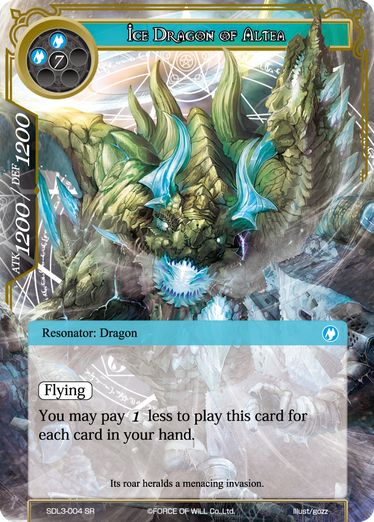 Ice Dragon of Altea
7
ATK 1200 / DEF 1200
Resonator: Dragon
Flying
You may pay 1 less to play this card for
each card in your hand.
Its roar heralds a menacing invasion.
SDL3-004 SR
©FORCE OF WILL Co.,Ltd.
Illust/gozz